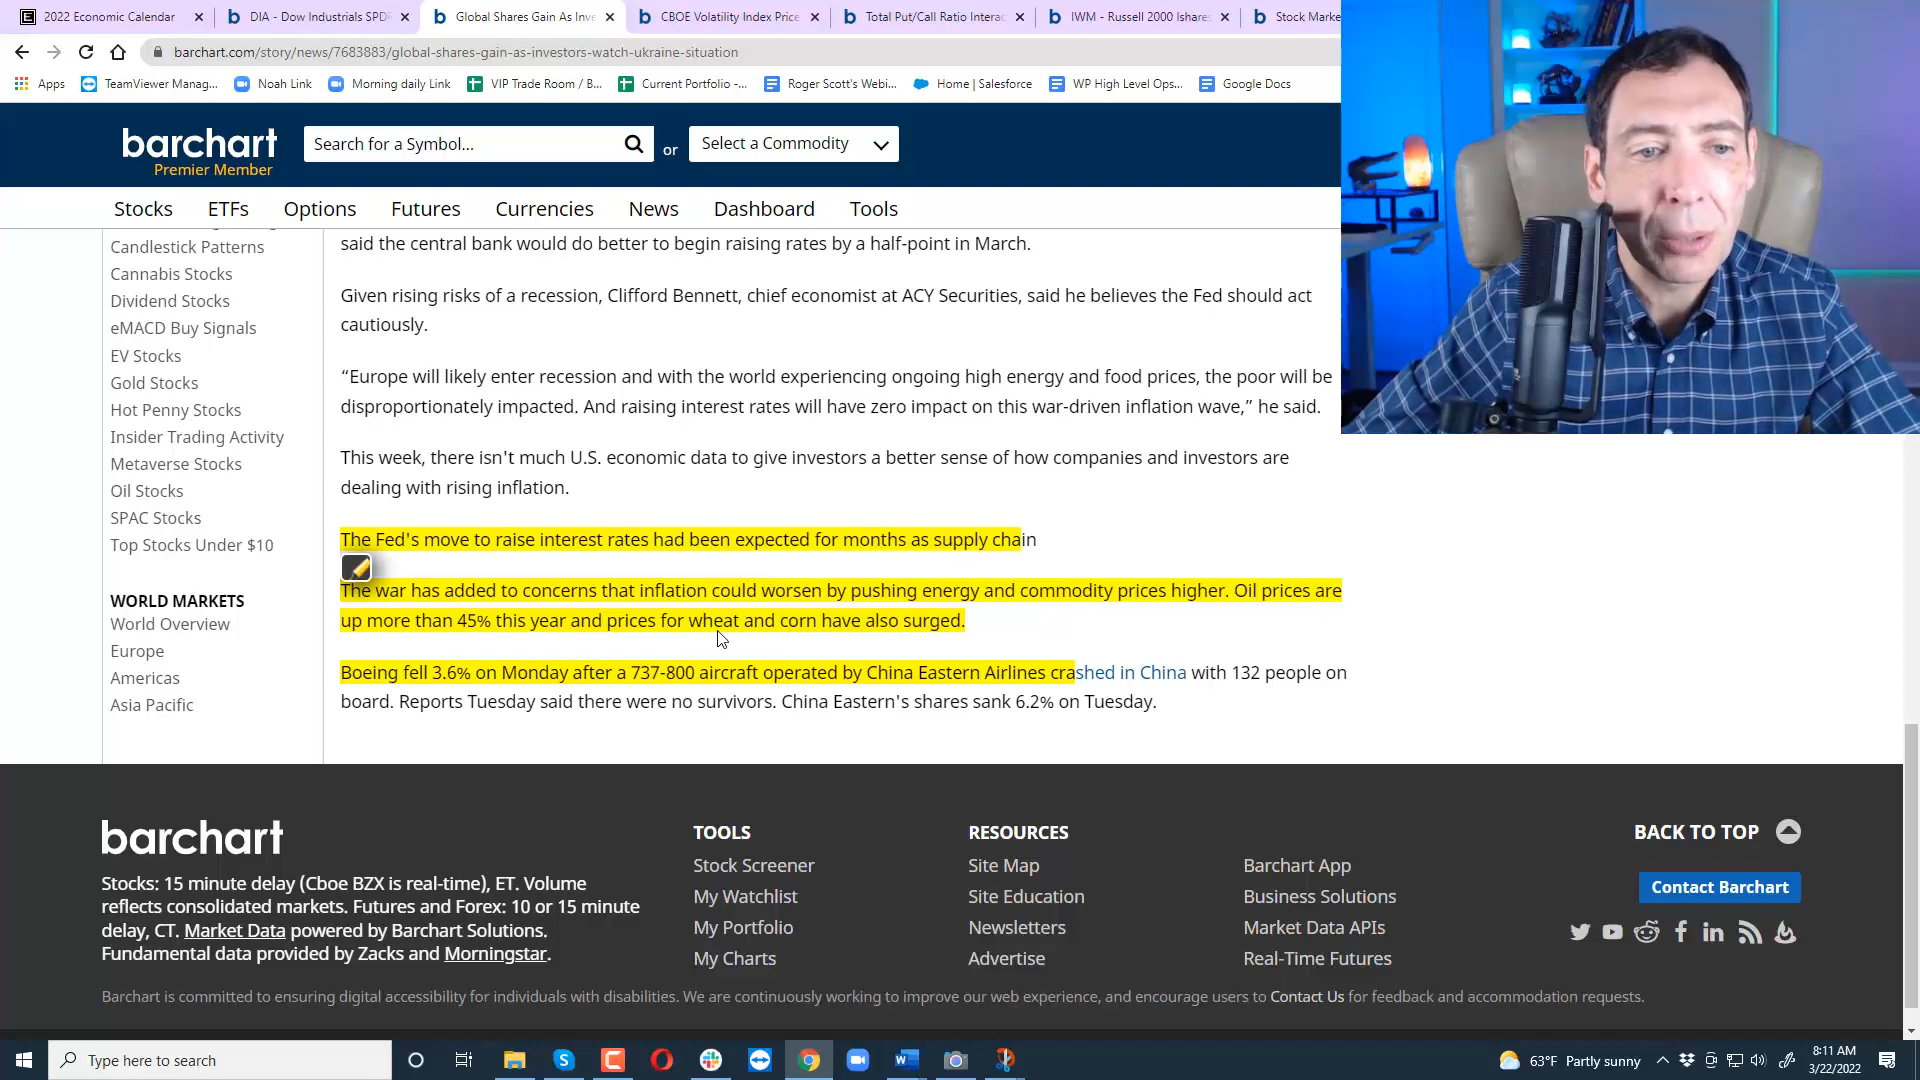 2022 Economic Calendar
DIA - Dow Industrials SPDR
Global Shares Gain As Inve
CBOE Volatility Index Price
Total Put/Call Ratio Interac
IWM - Russell 2000 Ishares
Stock Marke
barchart.com/story/news/7683883/global-shares-gain-as-investors-watch-ukraine-situation
Apps
TeamViewer Manag...
Noah Link
Morning daily Link
VIP Trade Room / B...
Current Portfolio -...
Roger Scott's Webi...
Home | Salesforce
WP High Level Ops...
Google Docs
barchart
Premier Member
Search for a Symbol...
or
Select a Commodity
Stocks
ETFs
Options
Futures
Currencies
News
Dashboard
Tools
Candlestick Patterns
Cannabis Stocks
Dividend Stocks
eMACD Buy Signals
EV Stocks
Gold Stocks
Hot Penny Stocks
Insider Trading Activity
Metaverse Stocks
Oil Stocks
SPAC Stocks
Top Stocks Under $10
WORLD MARKETS
World Overview
Europe
Americas
Asia Pacific
said the central bank would do better to begin raising rates by a half-point in March.
Given rising risks of a recession, Clifford Bennett, chief economist at ACY Securities, said he believes the Fed should act
cautiously.
“Europe will likely enter recession and with the world experiencing ongoing high energy and food prices, the poor will be
disproportionately impacted. And raising interest rates will have zero impact on this war-driven inflation wave,” he said.
This week, there isn't much U.S. economic data to give investors a better sense of how companies and investors are
dealing with rising inflation.
The Fed's move to raise interest rates had been expected for months as supply chain
The war has added to concerns that inflation could worsen by pushing energy and commodity prices higher. Oil prices are
up more than 45% this year and prices for wheat and corn have also surged.
Boeing fell 3.6% on Monday after a 737-800 aircraft operated by China Eastern Airlines crashed in China with 132 people on
board. Reports Tuesday said there were no survivors. China Eastern's shares sank 6.2% on Tuesday.
barchart
Stocks: 15 minute delay (Cboe BZX is real-time), ET. Volume
reflects consolidated markets. Futures and Forex: 10 or 15 minute
delay, CT. Market Data powered by Barchart Solutions.
Fundamental data provided by Zacks and Morningstar.
TOOLS
Stock Screener
My Watchlist
My Portfolio
My Charts
RESOURCES
Site Map
Site Education
Newsletters
Advertise
Barchart App
Business Solutions
Market Data APIs
Real-Time Futures
BACK TO TOP
Contact Barchart
Barchart is committed to ensuring digital accessibility for individuals with disabilities. We are continuously working to improve our web experience, and encourage users to Contact Us for feedback and accommodation requests.
Type here to search
63°F Partly sunny
8:11 AM
3/22/2022